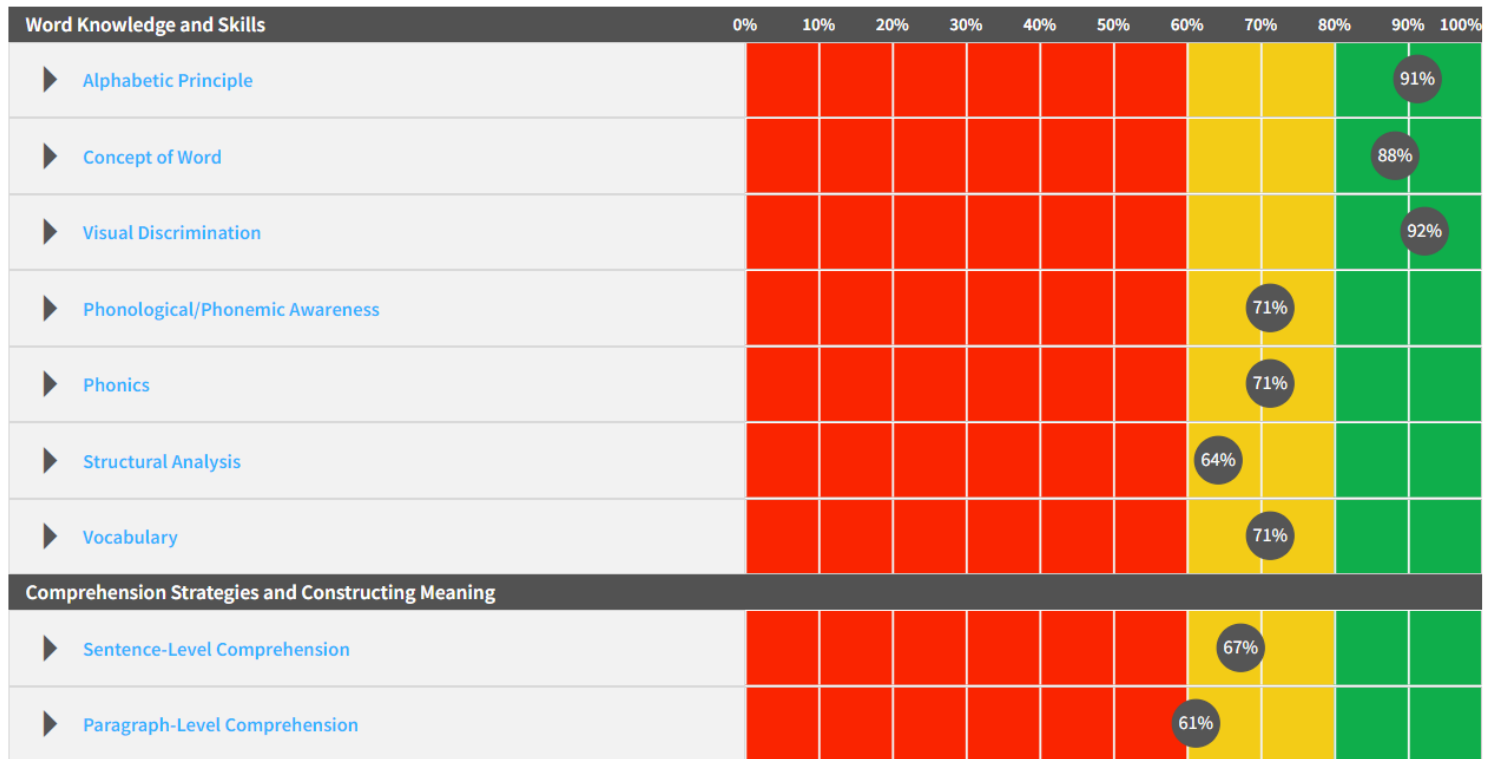 Word Knowledge and Skills 0% 10% 20% 30% 40% 50% 60% 70% 80% 90% 100%
Alphabetic Principle 91%
Concept of Word 88%
Visual Discrimination 92%
Phonological/Phonemic Awareness 71%
Phonics 71%
Structural Analysis 64%
Vocabulary 71%
Comprehension Strategies and Constructing Meaning
Sentence-Level Comprehension 67%
Paragraph-Level Comprehension 61%